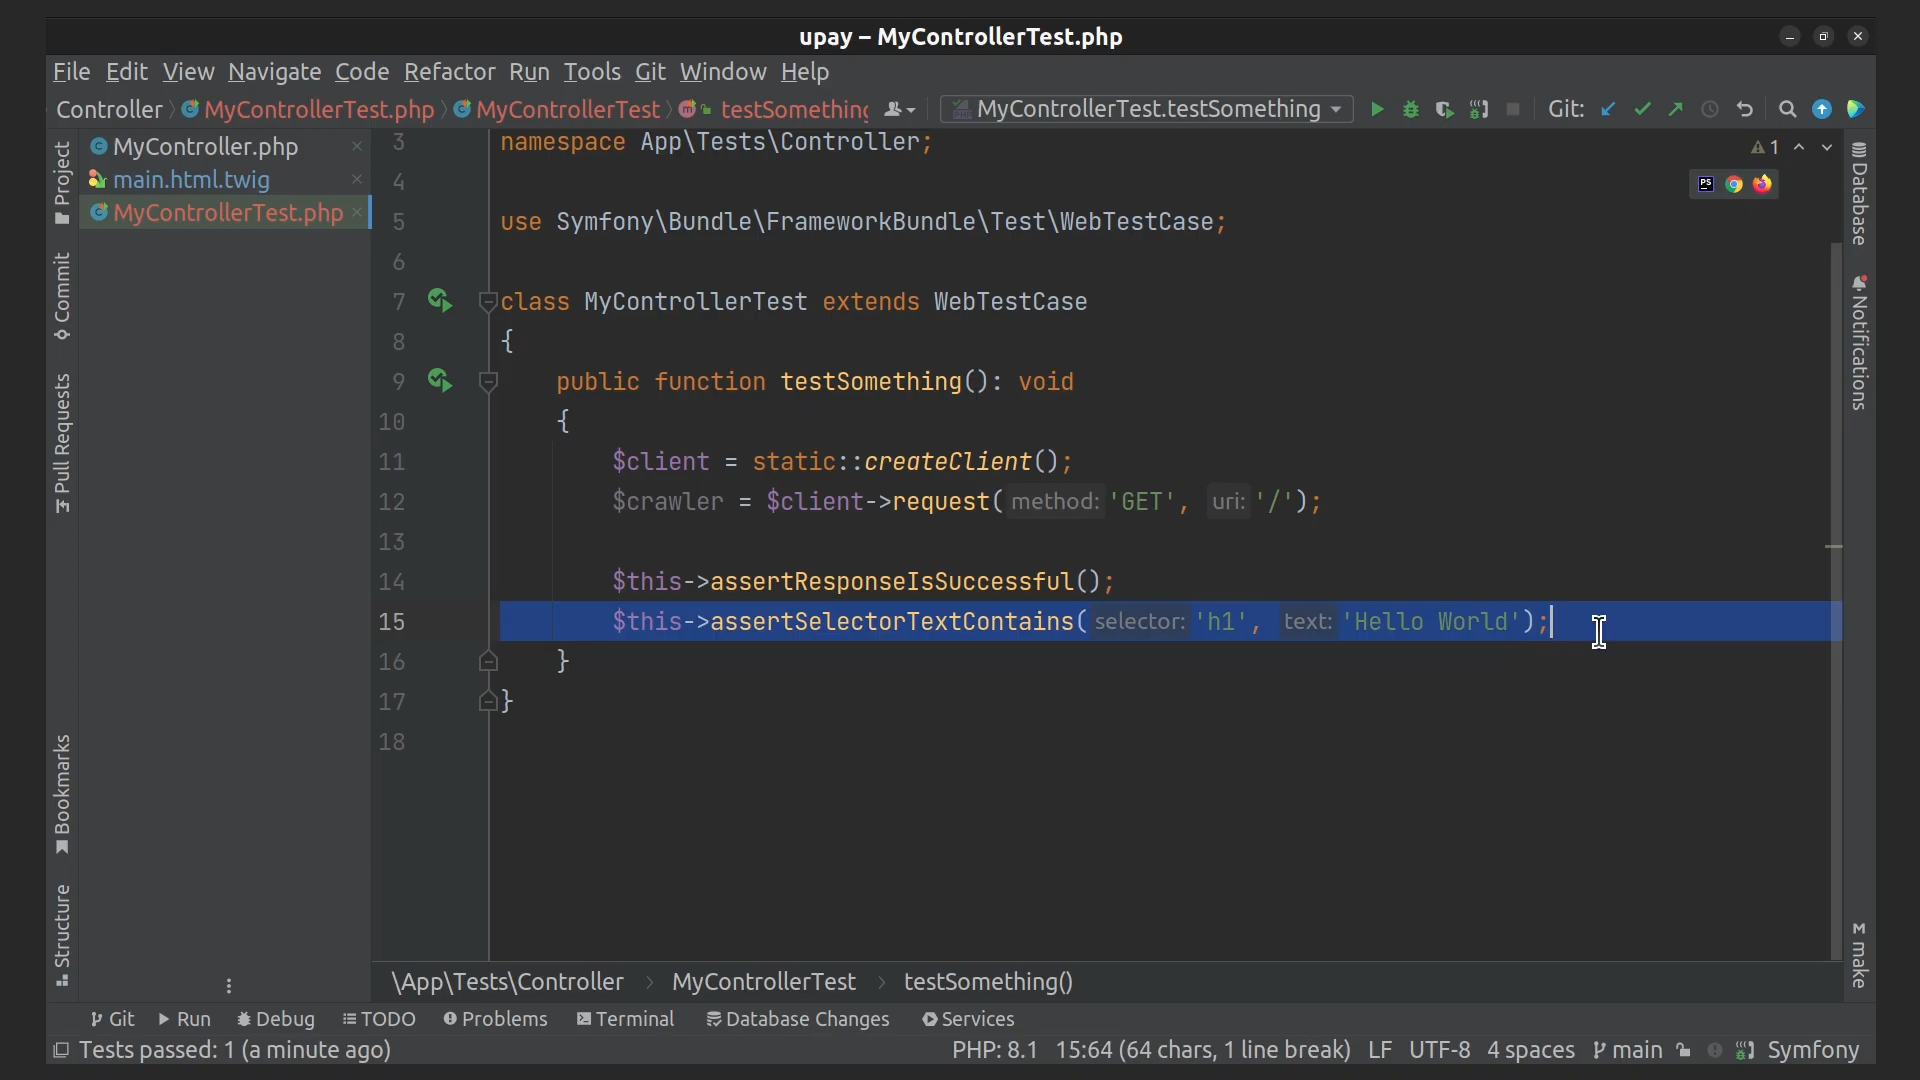 upay – MyControllerTest.php
File Edit View Navigate Code Refactor Run Tools Git Window Help
Controller MyControllerTest.php MyControllerTest testSomething MyControllerTest.testSomething Git:
Project
Commit
Pull Requests
Bookmarks
Structure
MyController.php
main.html.twig
MyControllerTest.php
3 namespace App\Tests\Controller;
4
5 use Symfony\Bundle\FrameworkBundle\Test\WebTestCase;
6
7 class MyControllerTest extends WebTestCase
8 {
9 public function testSomething(): void
10 {
11 $client = static::createClient();
12 $crawler = $client->request( method: 'GET', uri: '/');
13
14 $this->assertResponseIsSuccessful();
15 $this->assertSelectorTextContains( selector: 'h1', text: 'Hello World');
16 }
17 }
18
1
PS
Database
Notifications
make
\App\Tests\Controller MyControllerTest testSomething()
Git Run Debug TODO Problems Terminal Database Changes Services
Tests passed: 1 (a minute ago) PHP: 8.1 15:64 (64 chars, 1 line break) LF UTF-8 4 spaces main Symfony